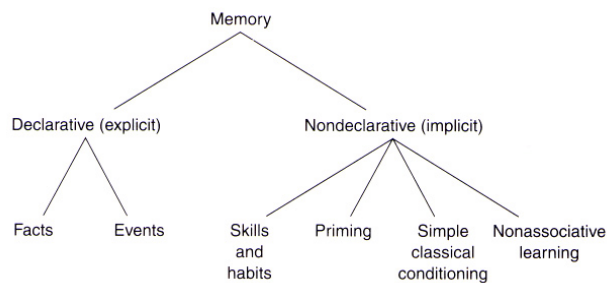 Memory
Declarative (explicit)
Nondeclarative (implicit)
Facts
Events
Skills
and
habits
Priming
Simple
classical
conditioning
Nonassociative
learning